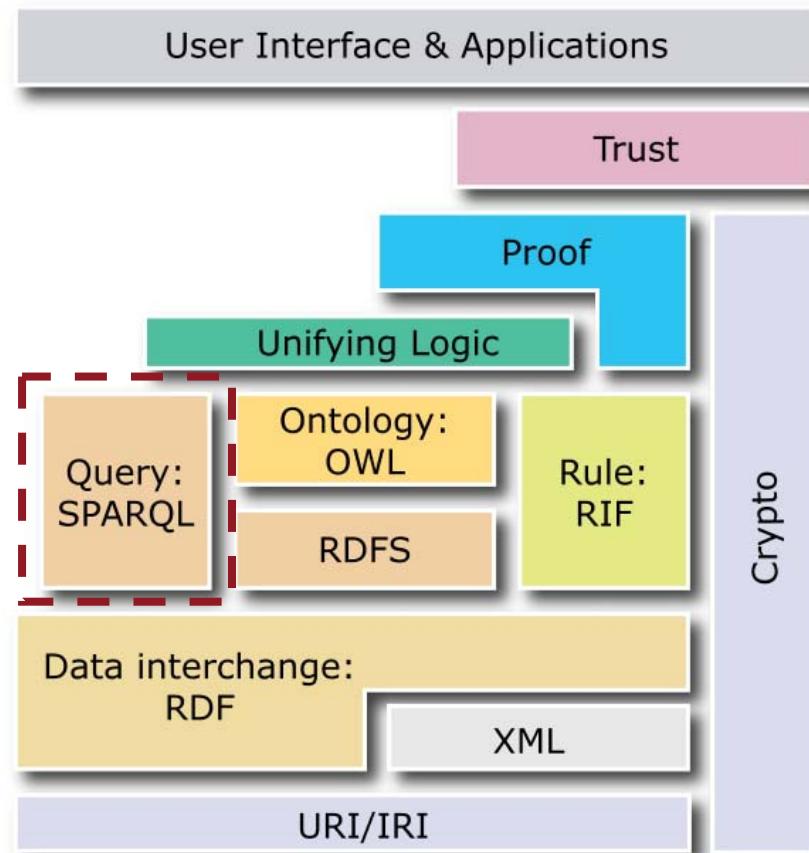 User Interface & Applications
Trust
Proof
Unifying Logic
Query:
SPARQL
Ontology:
OWL
RDFS
Rule:
RIF
Crypto
Data interchange:
RDF
XML
URI/IRI